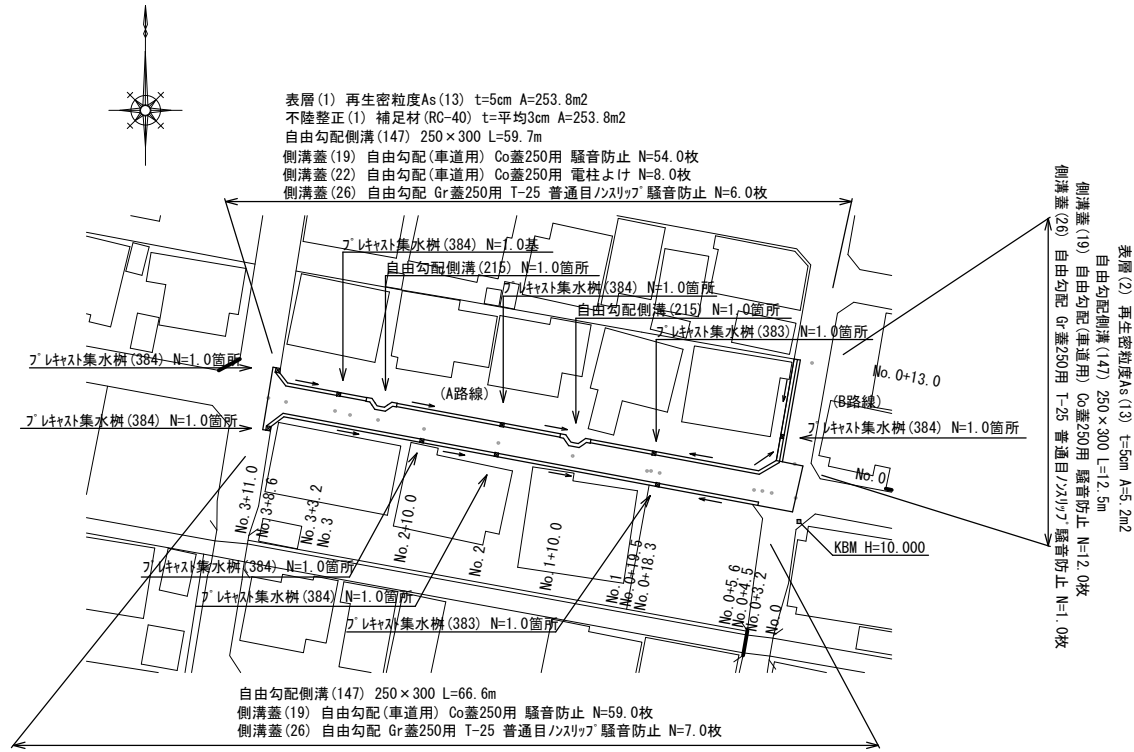 表層(1) 再生密粒度As(13) t=5cm A=253.8m2
不陸整正(1) 補足材(RC-40) t=平均3cm A=253.8m2
自由勾配側溝(147) 250×300 L=59.7m
側溝蓋(19) 自由勾配(車道用) Co蓋250用 騒音防止 N=54.0枚
側溝蓋(22) 自由勾配(車道用) Co蓋250用 電柱よけ N=8.0枚
側溝蓋(26) 自由勾配 Gr蓋250用 T-25 普通目ﾉﾝｽﾘｯﾌﾟ騒音防止 N=6.0枚
表層(2) 再生密粒度As(13) t=5cm A=5.2m2
自由勾配側溝(147) 250×300 L=12.5m
側溝蓋(19) 自由勾配(車道用) Co蓋250用 騒音防止 N=12.0枚
側溝蓋(26) 自由勾配 Gr蓋250用 T-25 普通目ﾉﾝｽﾘｯﾌﾟ騒音防止 N=1.0枚
ﾌﾟﾚｷｬｽﾄ集水桝(384) N=1.0基
自由勾配側溝(215) N=1.0箇所
ﾌﾟﾚｷｬｽﾄ集水桝(384) N=1.0箇所
自由勾配側溝(215) N=1.0箇所
ﾌﾟﾚｷｬｽﾄ集水桝(383) N=1.0箇所
ﾌﾟﾚｷｬｽﾄ集水桝(384) N=1.0箇所
No.0+13.0
(A路線)
(B路線)
ﾌﾟﾚｷｬｽﾄ集水桝(384) N=1.0箇所
ﾌﾟﾚｷｬｽﾄ集水桝(384) N=1.0箇所
No.0
No.3+11.0
No.3+8.6
No.3+3.2
No.3
No.2+10.0
No.2
No.1+10.0
No.1
No.0+19.5
No.0+18.3
No.0+5.6
No.0+4.5
No.0+3.2
No.0
KBM H=10.000
ﾌﾟﾚｷｬｽﾄ集水桝(384) N=1.0箇所
ﾌﾟﾚｷｬｽﾄ集水桝(384) N=1.0箇所
ﾌﾟﾚｷｬｽﾄ集水桝(383) N=1.0箇所
自由勾配側溝(147) 250×300 L=66.6m
側溝蓋(19) 自由勾配(車道用) Co蓋250用 騒音防止 N=59.0枚
側溝蓋(26) 自由勾配 Gr蓋250用 T-25 普通目ﾉﾝｽﾘｯﾌﾟ騒音防止 N=7.0枚